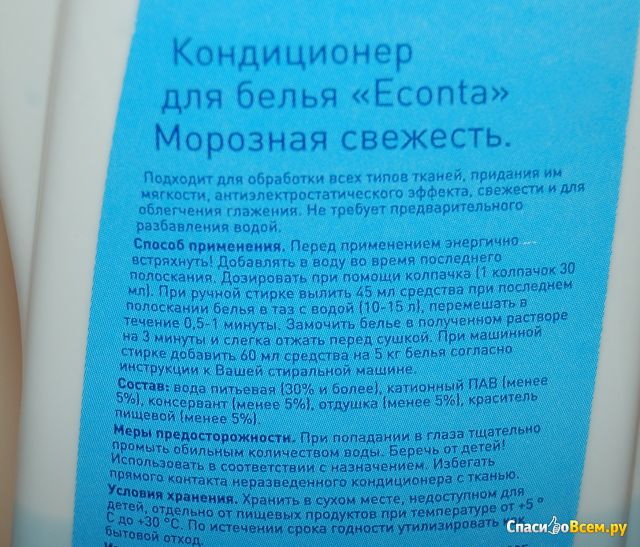 Кондиционер
для белья «Econta»
Морозная свежесть.
Подходит для обработки всех типов тканей, придания им
мягкости, антиэлектростатического эффекта, свежести и для
облегчения глажения. Не требует предварительного
разбавления водой.
Способ применения. Перед применением энергично
встряхнуть! Добавлять в воду во время последнего
полоскания. Дозировать при помощи колпачка (1 колпачок 30
мл). При ручной стирке вылить 45 мл средства при последнем
полоскании белья в таз с водой (10-15 л), перемешать в
течение 0,5-1 минуты. Замочить белье в полученном растворе
на 3 минуты и слегка отжать перед сушкой. При машинной
стирке добавить 60 мл средства на 5 кг белья согласно
инструкции к Вашей стиральной машине.
Состав: вода питьевая (30% и более), катионный ПАВ (менее
5%), консервант (менее 5%), отдушка (менее 5%), краситель
пищевой (менее 5%).
Меры предосторожности. При попадании в глаза тщательно
промыть обильным количеством воды. Беречь от детей!
Использовать в соответствии с назначением. Избегать
прямого контакта неразведенного кондиционера с тканью.
Условия хранения. Хранить в сухом месте, недоступном для
детей, отдельно от пищевых продуктов при температуре от +5 °
С до +30 °С. По истечении срока годности утилизировать как
бытовой отход.
СпасибоВсем.ру